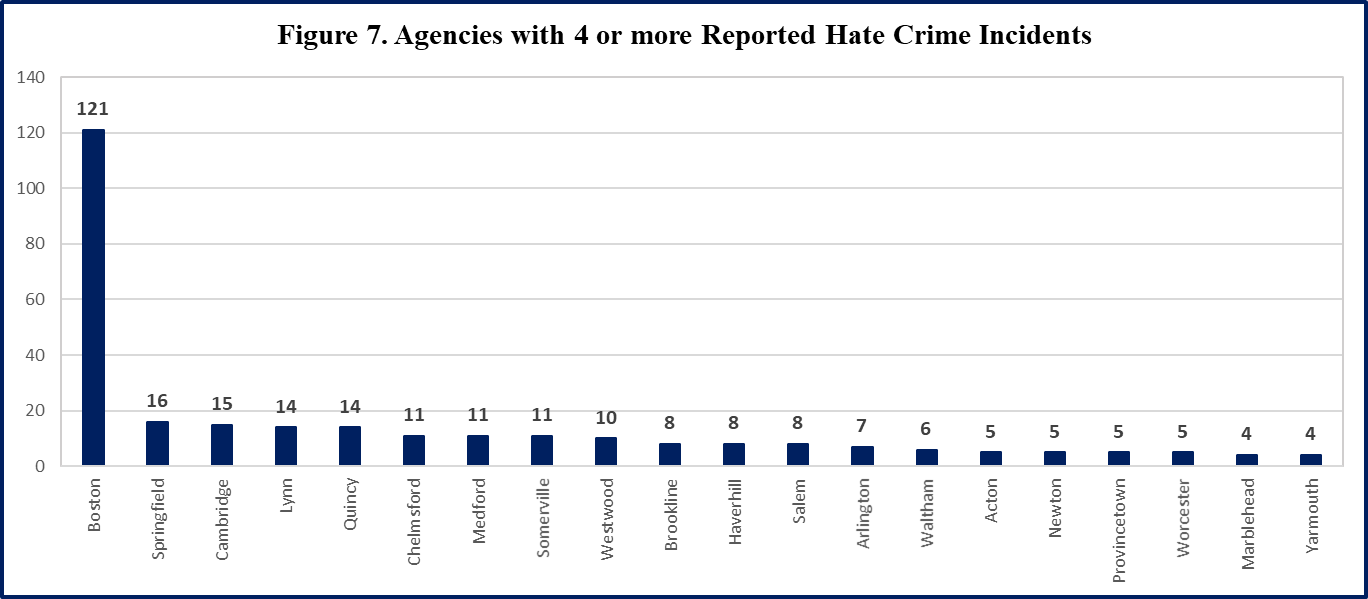 Figure 7. Agencies with 4 or more Reported Hate Crime Incidents
140
120
100
80
60
40
20
0
121
16
15
14
14
11
11
11
10
8
8
8
7
6
5
5
5
5
4
4
Boston
Springfield
Cambridge
Lynn
Quincy
Chelmsford
Medford
Somerville
Westwood
Brookline
Haverhill
Salem
Arlington
Waltham
Acton
Newton
Provincetown
Worcester
Marblehead
Yarmouth